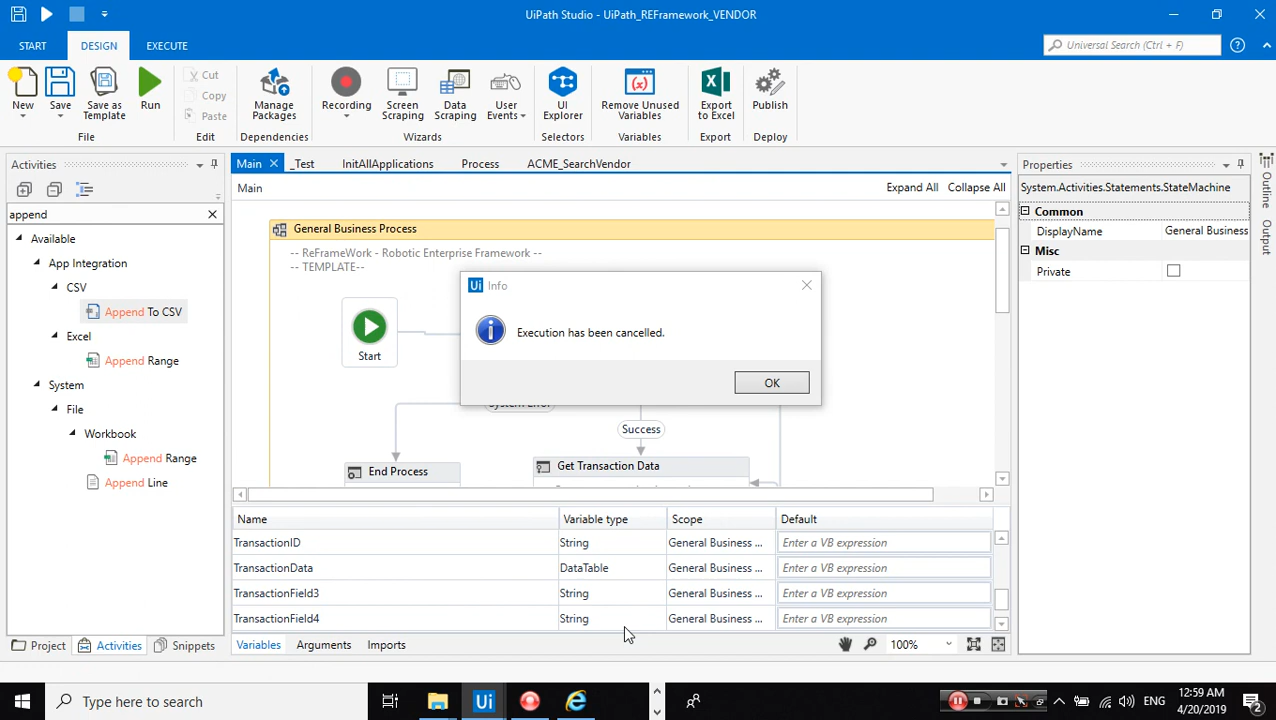 UiPath Studio - UiPath_REFramework_VENDOR
START
DESIGN
EXECUTE
Universal Search (Ctrl + F)
New
Save
Save as Template
Run
File
Cut
Copy
Paste
Edit
Manage Packages
Dependencies
Recording
Screen Scraping
Data Scraping
User Events
Wizards
UI Explorer
Selectors
Remove Unused Variables
Variables
Export to Excel
Export
Publish
Deploy
Activities
append
Available
App Integration
CSV
Append To CSV
Excel
Append Range
System
File
Workbook
Append Range
Append Line
Project
Activities
Snippets
Main
_Test
InitAllApplications
Process
ACME_SearchVendor
Main
Expand All
Collapse All
General Business Process
-- ReFrameWork - Robotic Enterprise Framework --
-- TEMPLATE--
Start
Ui Info
Execution has been cancelled.
OK
System Error
Success
End Process
Get Transaction Data
Name Variable type Scope Default
TransactionID String General Business ... Enter a VB expression
TransactionData DataTable General Business ... Enter a VB expression
TransactionField3 String General Business ... Enter a VB expression
TransactionField4 String General Business ... Enter a VB expression
Variables
Arguments
Imports
100%
Properties
System.Activities.Statements.StateMachine
Common
DisplayName General Business
Misc
Private
Outline
Output
Type here to search
Ui
ENG
12:59 AM
4/20/2019
2